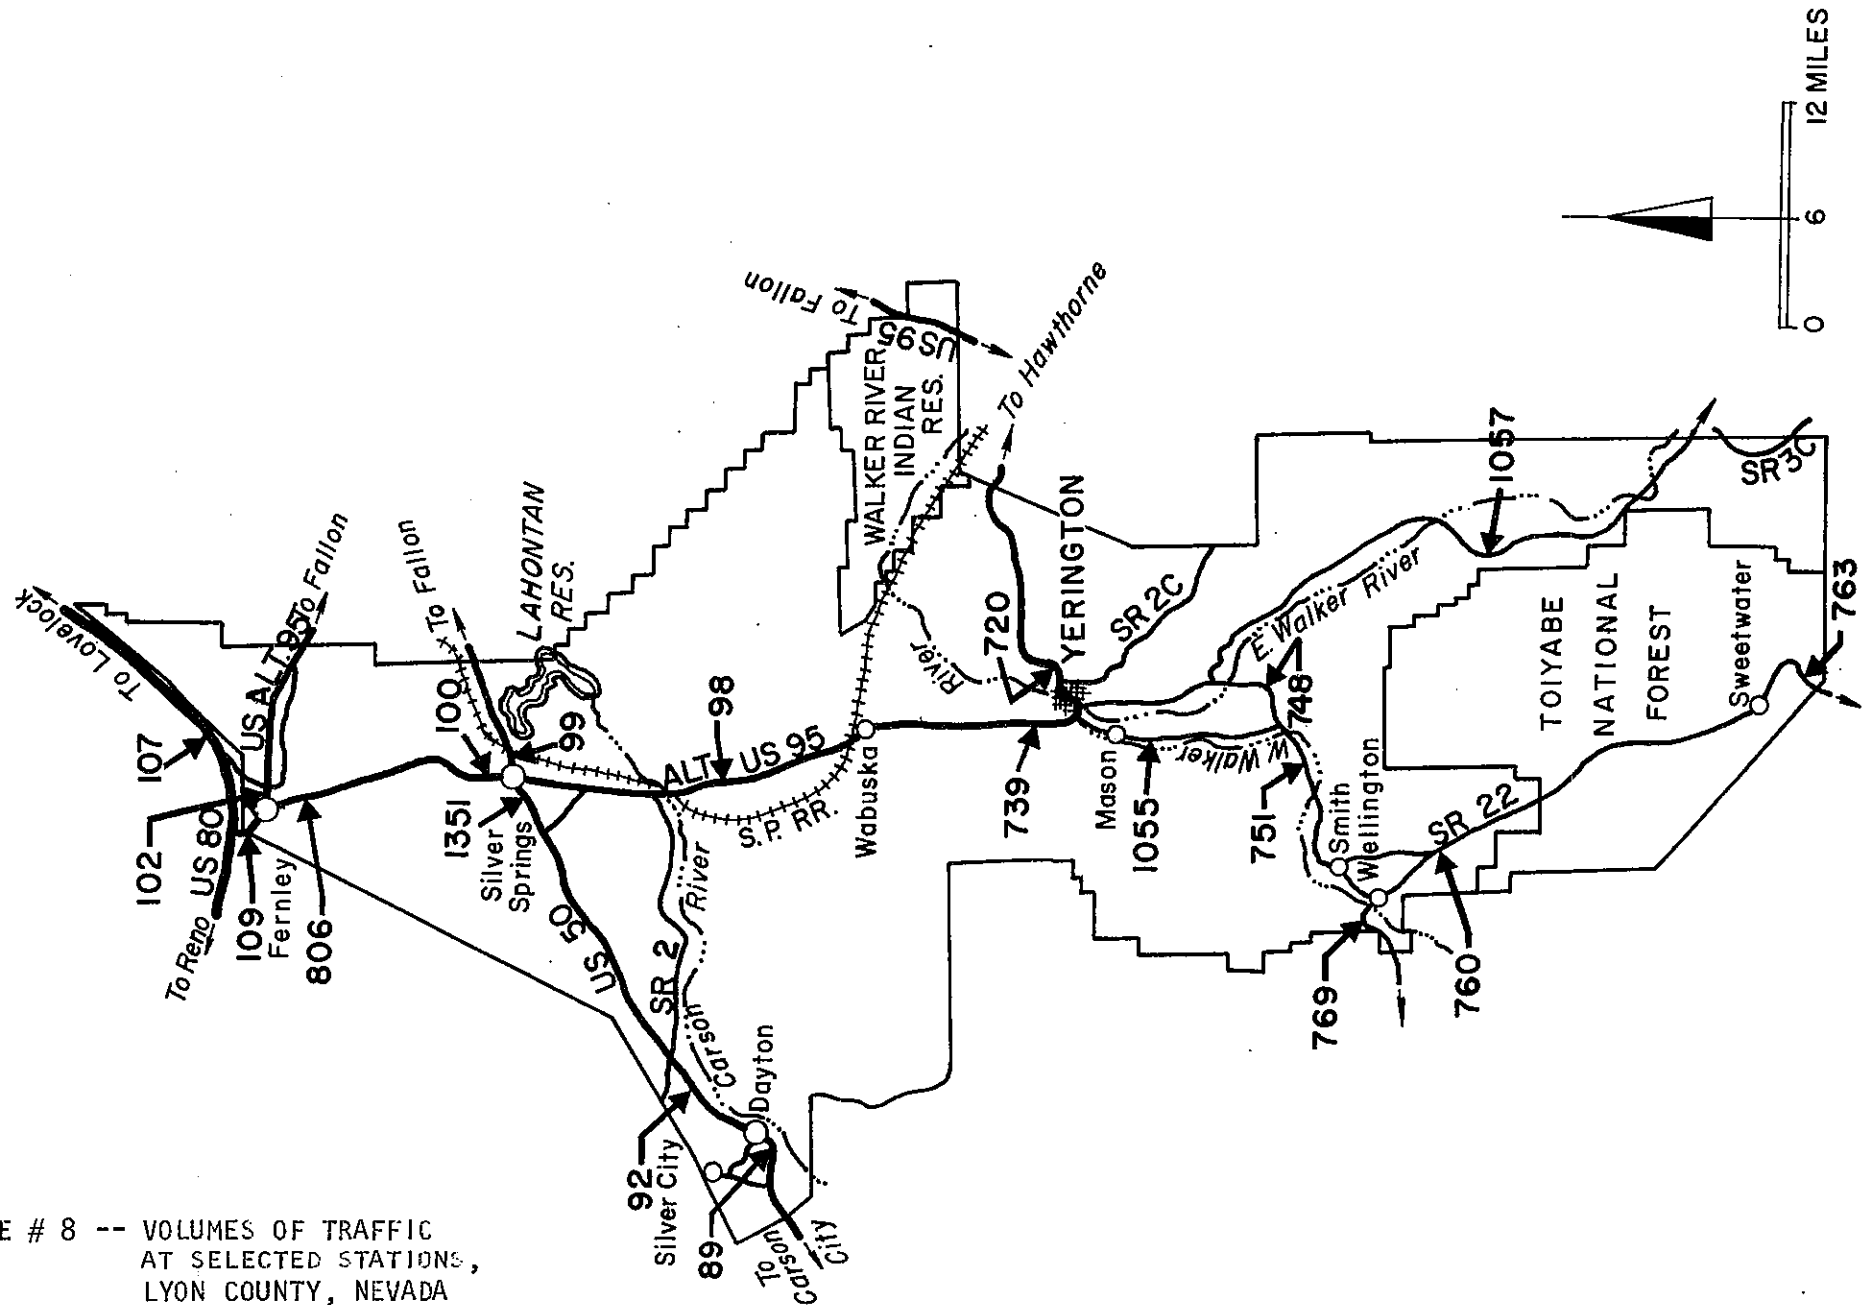 E # 8 -- VOLUMES OF TRAFFIC
AT SELECTED STATIONS,
LYON COUNTY, NEVADA
To Lovelock
107
102
US 80
To Reno
109
Fernley
806
US ALT. 95
To Fallon
To Fallon
100
1351
Silver
Springs
99
LAHONTAN
RES.
US 50
SR 2
River
Carson
ALT. US 95
98
S.P. RR.
Wabuska
92
Silver City
Dayton
89
To
Carson
City
To Fallon
US 95
WALKER RIVER
INDIAN
RES.
To Hawthorne
River
720
YERINGTON
739
Mason
1055
SR 2C
W. Walker
E. Walker River
748
751
Smith
Wellington
769
760
SR 22
1057
TOIYABE
NATIONAL
FOREST
Sweetwater
SR 3C
763
0
6
12 MILES